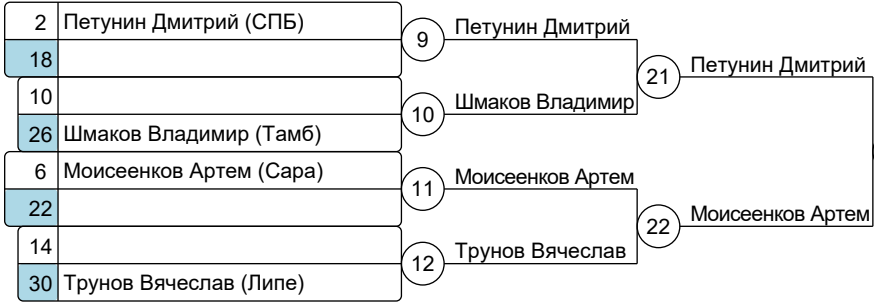 2 Петунин Дмитрий (СПБ)
18
10
26 Шмаков Владимир (Тамб)
6 Моисеенков Артем (Сара)
22
14
30 Трунов Вячеслав (Липе)
9 Петунин Дмитрий
10 Шмаков Владимир
11 Моисеенков Артем
12 Трунов Вячеслав
21 Петунин Дмитрий
22 Моисеенков Артем